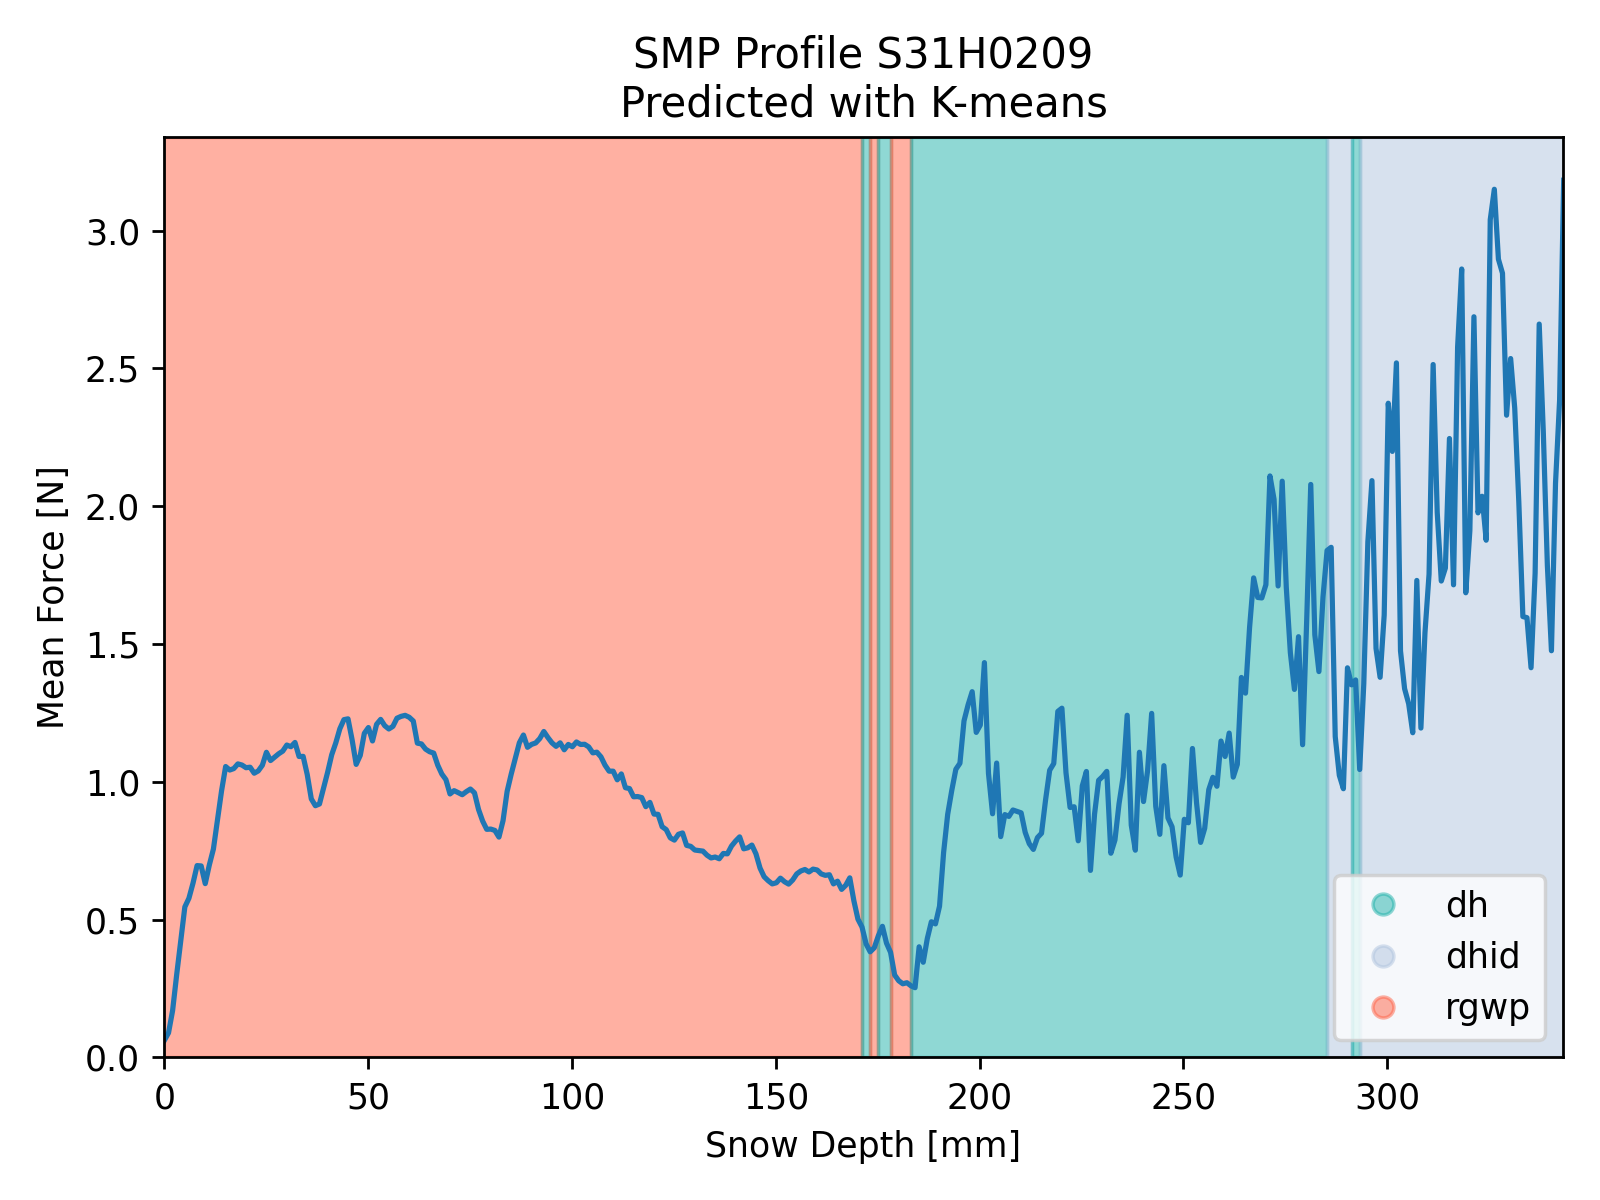 SMP Profile S31H0209
Predicted with K-means
Mean Force [N]
3.0
2.5
2.0
1.5
1.0
0.5
0.0
dh
dhid
rgwp
0 50 100 150 200 250 300
Snow Depth [mm]